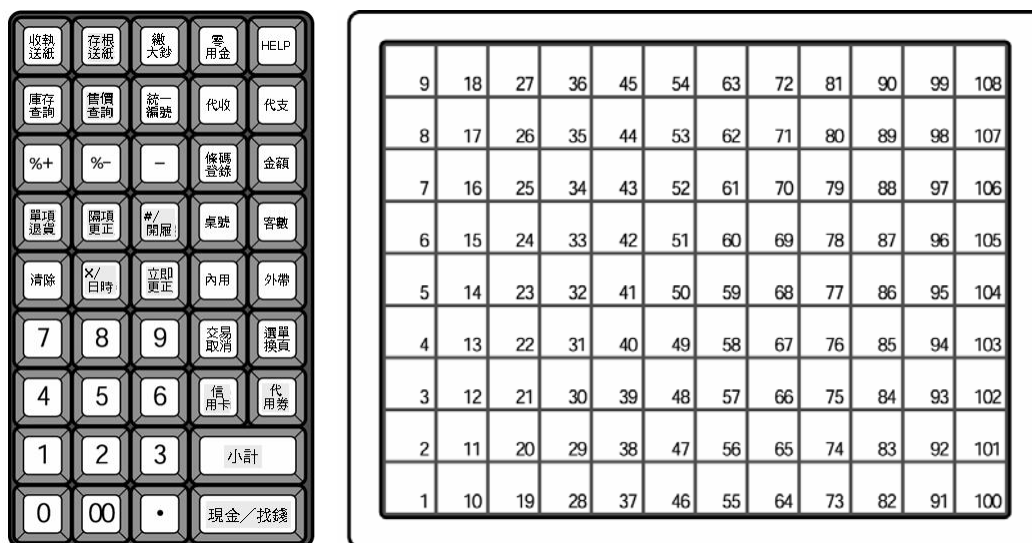 收執
送紙
存根
送紙
繳
大鈔
零
用金
HELP
庫存
查詢
售價
查詢
統一
編號
代收
代支
%+
%-
−
條碼
登錄
金額
單項
退貨
隔項
更正
#/
開屜
桌號
客數
清除
×/
日時
立即
更正
內用
外帶
7
8
9
交易
取消
選單
換頁
4
5
6
信
用卡
代
用券
1
2
3
小計
0
00
•
現金／找錢
9 18 27 36 45 54 63 72 81 90 99 108
8 17 26 35 44 53 62 71 80 89 98 107
7 16 25 34 43 52 61 70 79 88 97 106
6 15 24 33 42 51 60 69 78 87 96 105
5 14 23 32 41 50 59 68 77 86 95 104
4 13 22 31 40 49 58 67 76 85 94 103
3 12 21 30 39 48 57 66 75 84 93 102
2 11 20 29 38 47 56 65 74 83 92 101
1 10 19 28 37 46 55 64 73 82 91 100